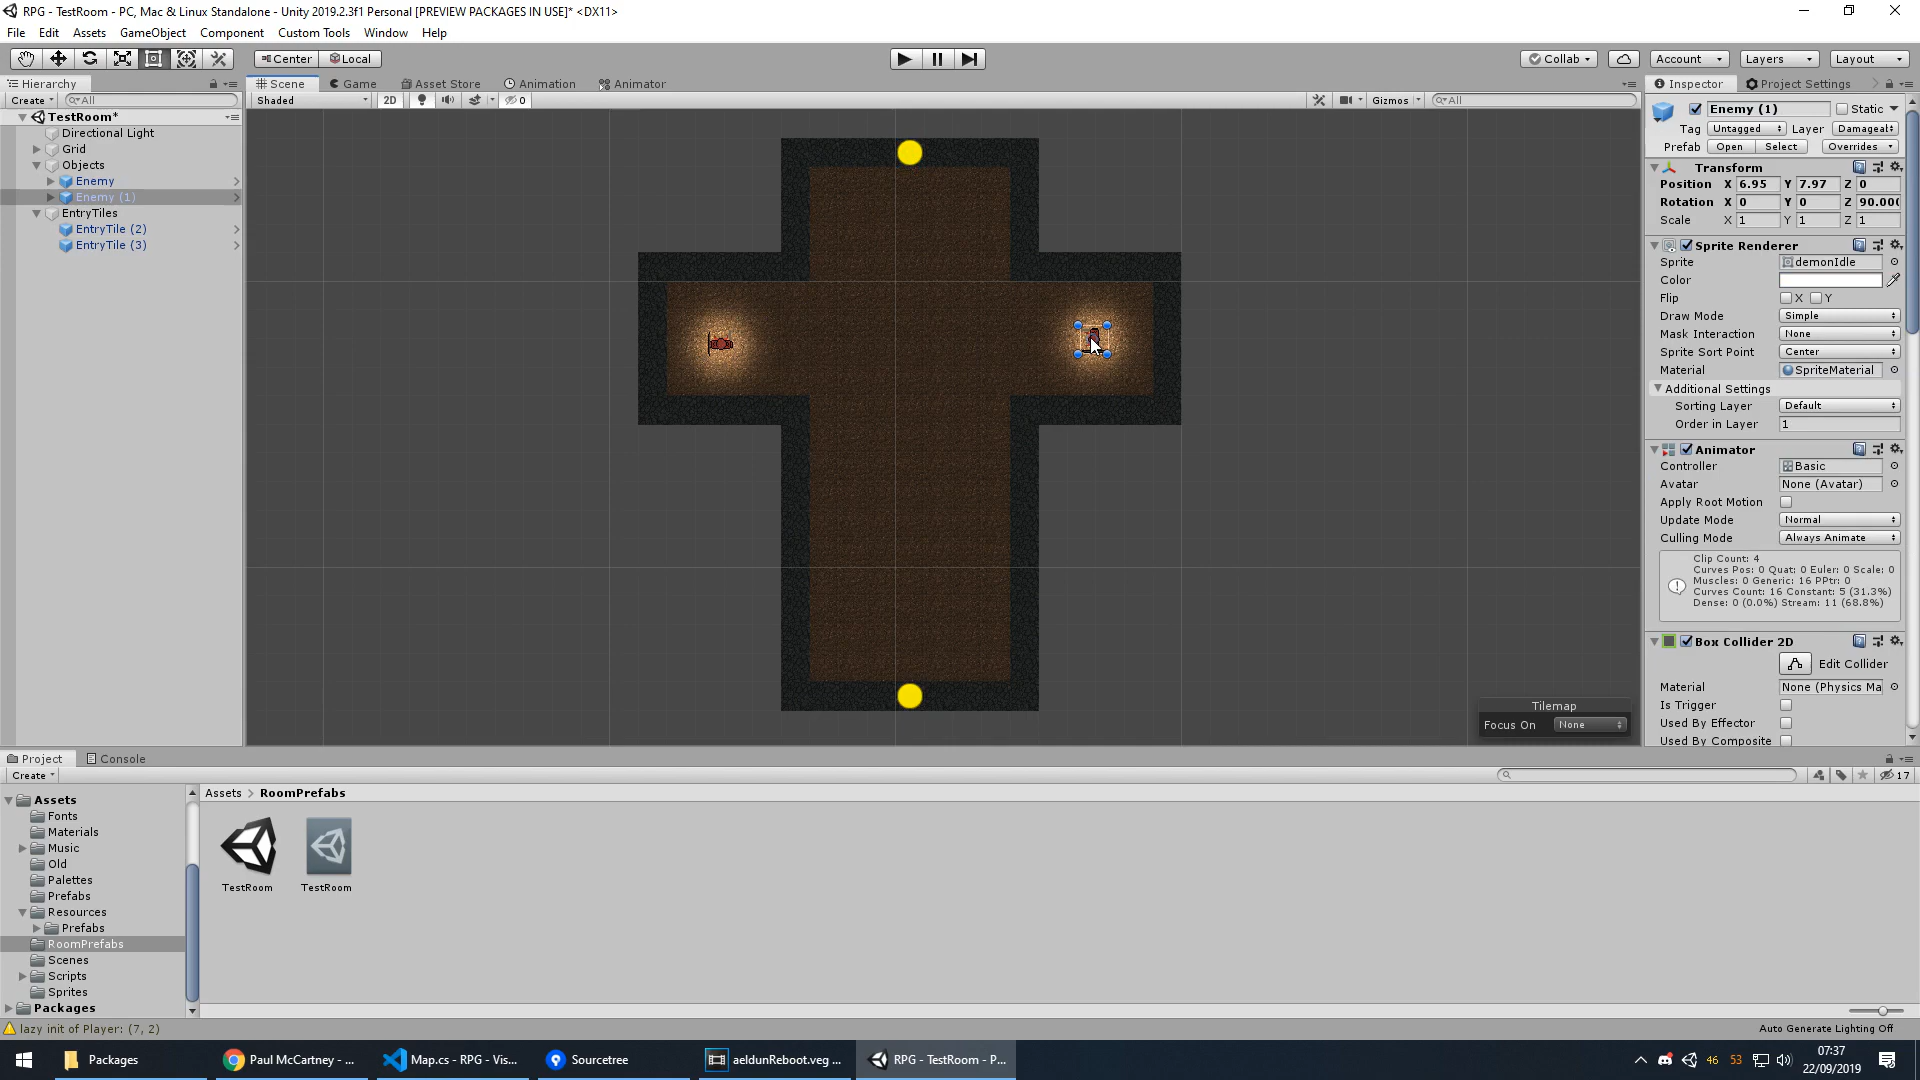 RPG - TestRoom - PC, Mac & Linux Standalone - Unity 2019.2.3f1 Personal [PREVIEW PACKAGES IN USE]* <DX11>
File Edit Assets GameObject Component Custom Tools Window Help
Center Local Collab Account Layers Layout
Hierarchy Scene Game Asset Store Animation Animator Inspector Project Settings
Create All Shaded 2D 0 Gizmos All
TestRoom*
Directional Light
Grid
Objects
Enemy
Enemy (1)
EntryTiles
EntryTile (2)
EntryTile (3)
Tilemap
Focus On None
Enemy (1) Static
Tag Untagged Layer Damageal
Prefab Open Select Overrides
Transform
Position X 6.95 Y 7.97 Z 0
Rotation X 0 Y 0 Z 90.000
Scale X 1 Y 1 Z 1
Sprite Renderer
Sprite demonIdle
Color
Flip X Y
Draw Mode Simple
Mask Interaction None
Sprite Sort Point Center
Material SpriteMaterial
Additional Settings
Sorting Layer Default
Order in Layer 1
Animator
Controller Basic
Avatar None (Avatar)
Apply Root Motion
Update Mode Normal
Culling Mode Always Animate
Clip Count: 4
Curves Pos: 0 Quat: 0 Euler: 0 Scale: 0
Muscles: 0 Generic: 16 PPtr: 0
Curves Count: 16 Constant: 5 (31.3%)
Dense: 0 (0.0%) Stream: 11 (68.8%)
Box Collider 2D
Edit Collider
Material None (Physics Ma
Is Trigger
Used By Effector
Used By Composite
Project Console
Create 17
Assets
Fonts
Materials
Music
Old
Palettes
Prefabs
Resources
Prefabs
RoomPrefabs
Scenes
Scripts
Sprites
Packages
Assets > RoomPrefabs
TestRoom TestRoom
lazy init of Player: (7, 2) Auto Generate Lighting Off
Packages Paul McCartney - ... Map.cs - RPG - Vis... Sourcetree aeldunReboot.veg ... RPG - TestRoom - P...
46 53
07:37
22/09/2019